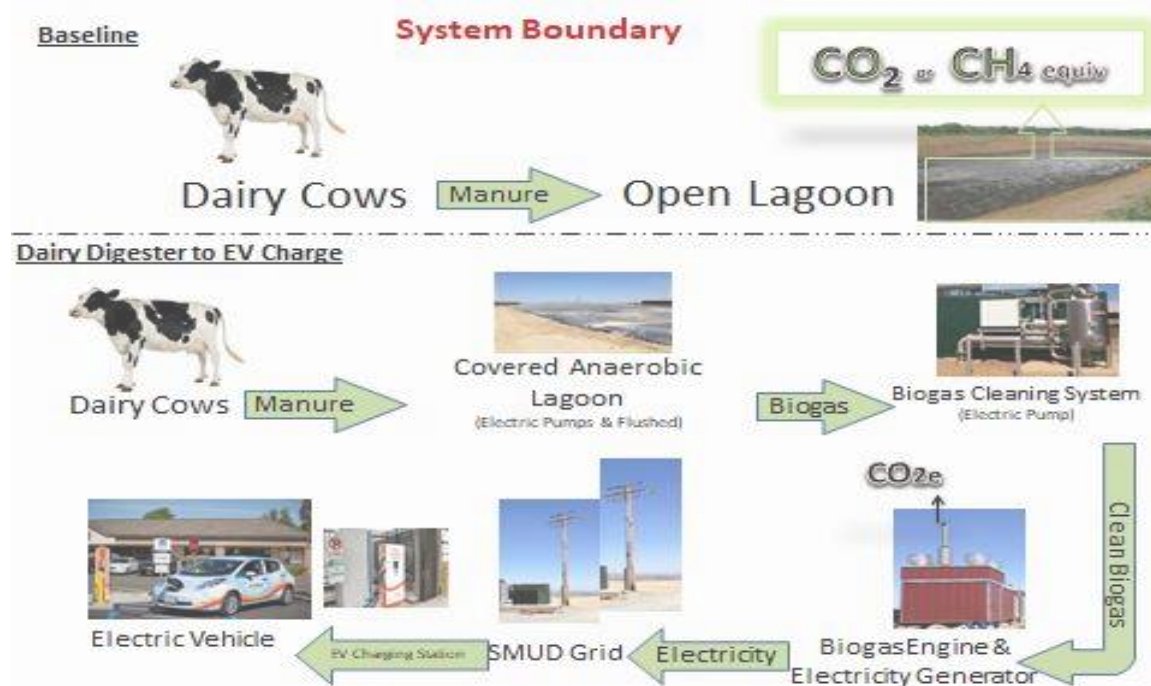 System Boundary
Baseline
CO2 as CH4 equiv
Dairy Cows
Manure
Open Lagoon
Dairy Digester to EV Charge
Dairy Cows
Manure
Covered Anaerobic
Lagoon
(Electric Pumps & Flushed)
Biogas
Biogas Cleaning System
(Electric Pump)
Clean Biogas
CO2e
Biogas Engine &
Electricity Generator
Electricity
SMUD Grid
EV Charging Station
Electric Vehicle